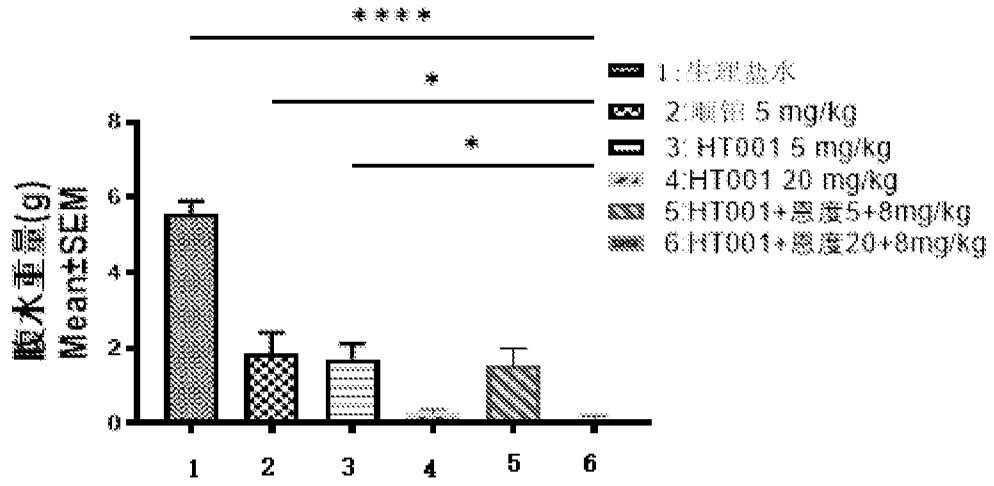 ****
*
*
1:生理盐水
2:顺铂 5 mg/kg
3: HT001 5 mg/kg
4:HT001 20 mg/kg
5:HT001+恩度5+8mg/kg
6:HT001+恩度20+8mg/kg
腹水重量(g)
Mean±SEM
8
6
4
2
0
1 2 3 4 5 6